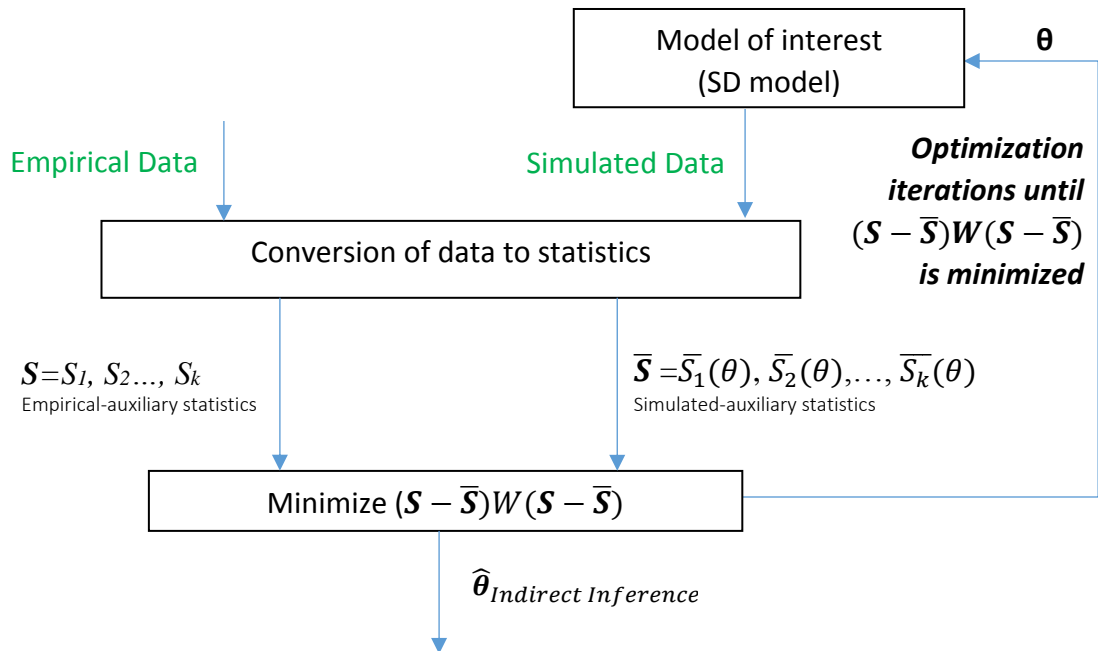 Model of interest
(SD model)
θ
Empirical Data
Simulated Data
Optimization
iterations until
(S − S̅)W(S − S̅)
is minimized
Conversion of data to statistics
S=S₁, S₂..., Sₖ
Empirical-auxiliary statistics
S̅ =S̅₁(θ), S̅₂(θ),…, S̅ₖ(θ)
Simulated-auxiliary statistics
Minimize (S − S̅)W(S − S̅)
θ̂ Indirect Inference